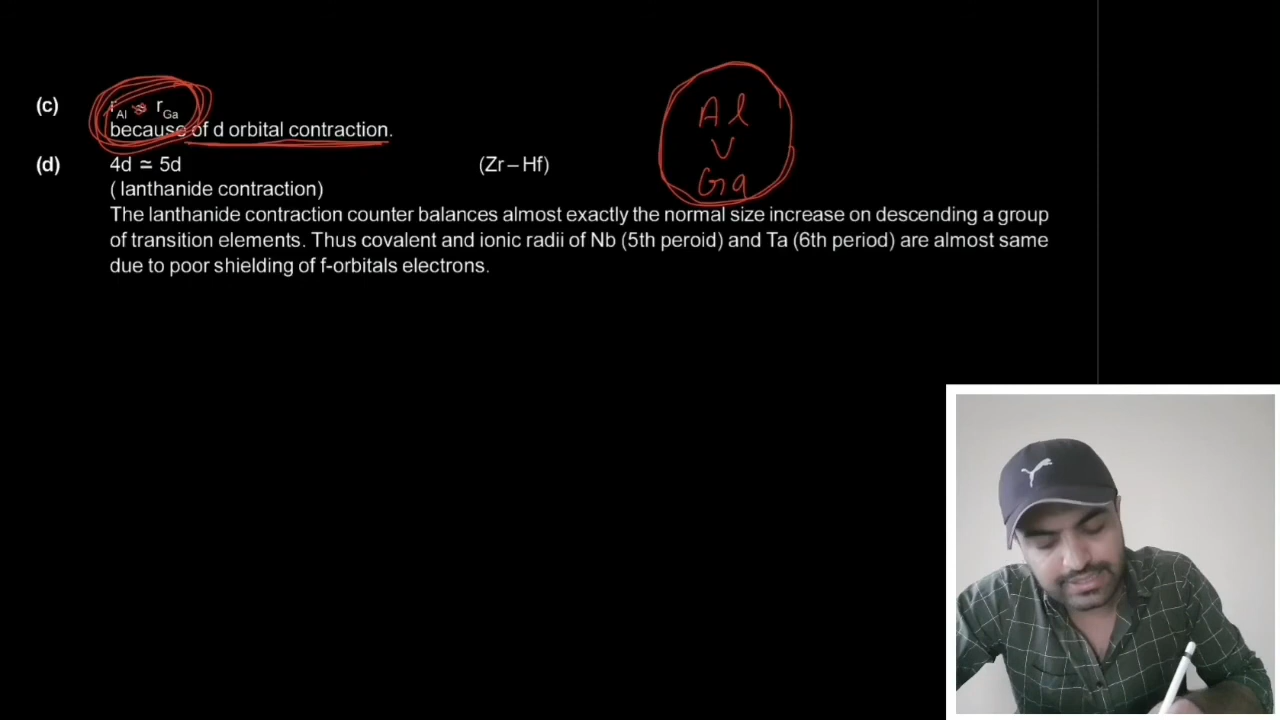 (c) r_Al ≈ r_Ga
because of d orbital contraction.
Al
V
Ga
(d) 4d ≃ 5d (Zr – Hf)
( lanthanide contraction)
The lanthanide contraction counter balances almost exactly the normal size increase on descending a group
of transition elements. Thus covalent and ionic radii of Nb (5th peroid) and Ta (6th period) are almost same
due to poor shielding of f-orbitals electrons.